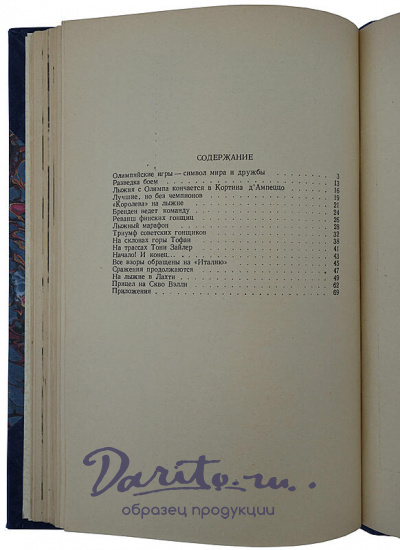 СОДЕРЖАНИЕ
Олимпийские игры — символ мира и дружбы 3
Разведка боем 13
Лыжня с Олимпа кончается в Кортина д'Ампеццо 16
Лучшие, но без чемпионов 19
«Королева» на лыжне 21
Бренден ведет команду 24
Реванш финских гонщиц 26
Лыжный марафон 28
Триумф советских гонщиков 32
На склонах горы Тофан 38
На трассах Тони Зайлер 41
Начало! И конец... 43
Все взоры обращены на «Италию» 45
Сражения продолжаются 47
На лыжне в Лахти 49
Прицел на Скво Вэлли 62
Приложения 69
Darito.ru..
образец продукции